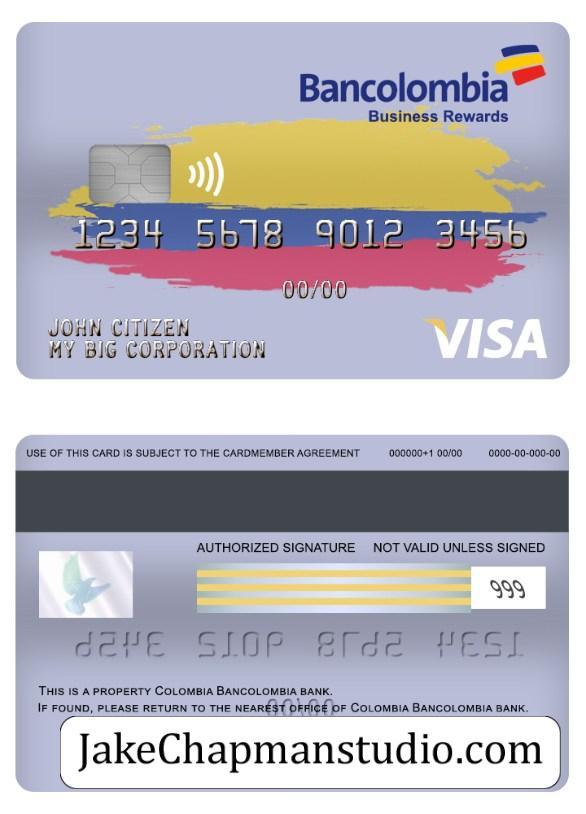 Bancolombia
Business Rewards
1234 5678 9012 3456
00/00
JOHN CITIZEN
MY BIG CORPORATION
VISA
USE OF THIS CARD IS SUBJECT TO THE CARDMEMBER AGREEMENT 000000+1 00/00 0000-00-000-00
AUTHORIZED SIGNATURE NOT VALID UNLESS SIGNED
999
THIS IS A PROPERTY COLOMBIA BANCOLOMBIA BANK.
IF FOUND, PLEASE RETURN TO THE NEAREST OFFICE OF COLOMBIA BANCOLOMBIA BANK.
JakeChapmanstudio.com